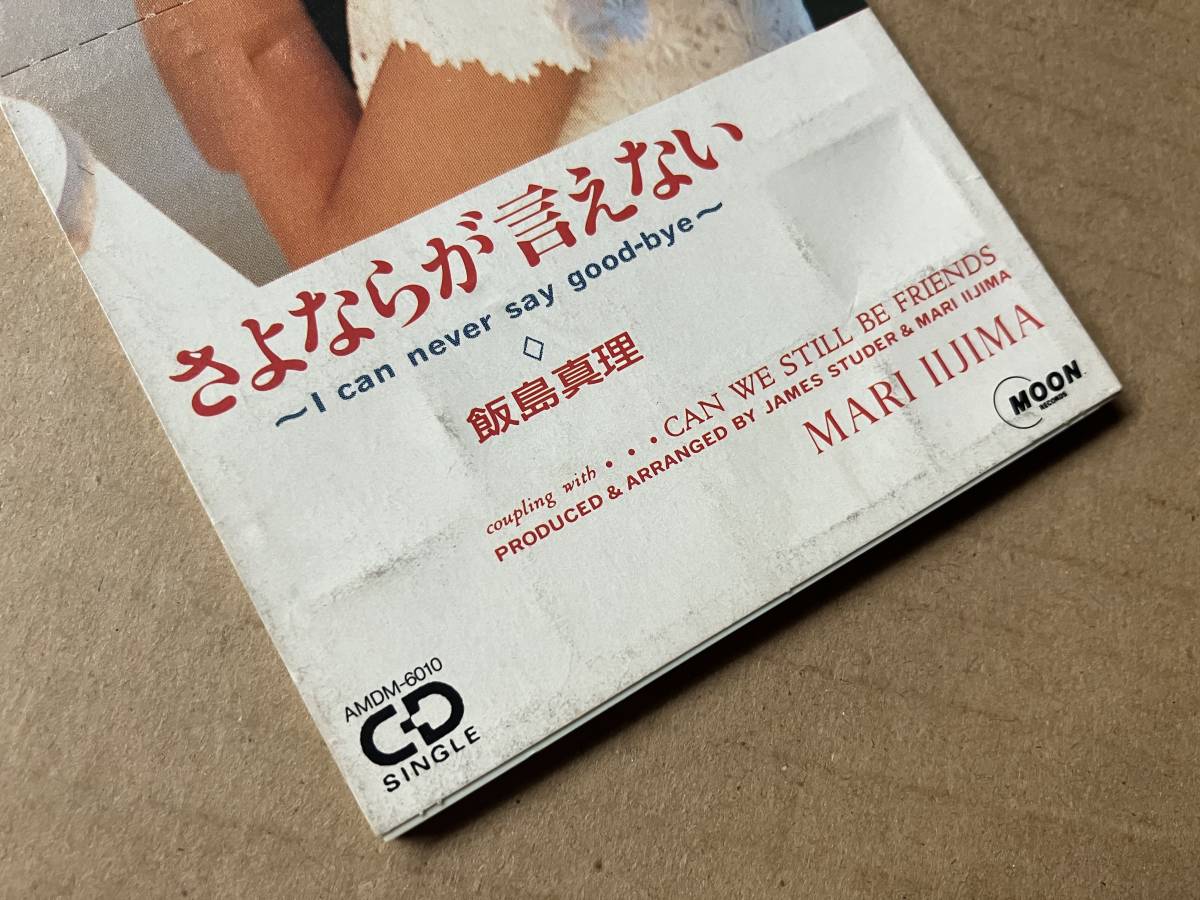 さよならが言えない
〜I can never say good-bye〜
◇
飯島真理
coupling with・・・CAN WE STILL BE FRIENDS
PRODUCED & ARRANGED BY JAMES STUDER & MARI IIJIMA
MARI IIJIMA
MOON
RECORDS
AMDM-6010
CD
SINGLE